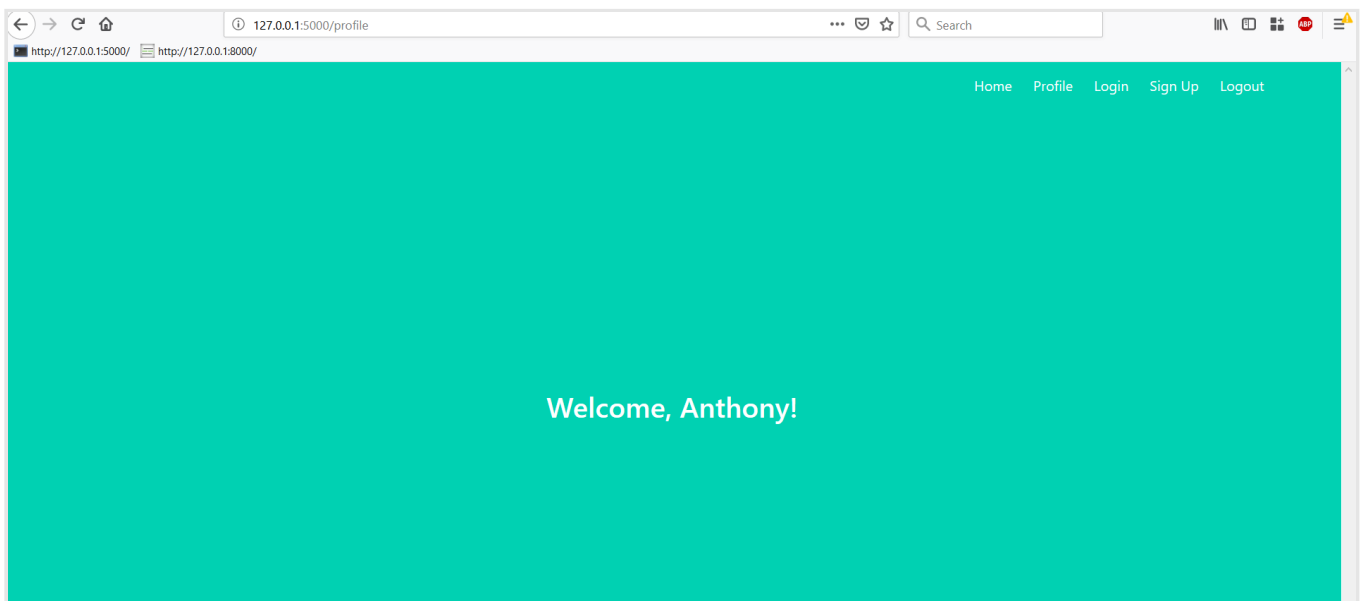 127.0.0.1:5000/profile
Search
ABP
http://127.0.0.1:5000/ http://127.0.0.1:8000/
Home Profile Login Sign Up Logout
Welcome, Anthony!